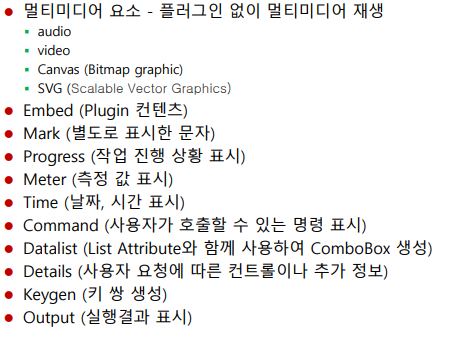 멀티미디어 요소 - 플러그인 없이 멀티미디어 재생
audio
video
Canvas (Bitmap graphic)
SVG (Scalable Vector Graphics)
Embed (Plugin 컨텐츠)
Mark (별도로 표시한 문자)
Progress (작업 진행 상황 표시)
Meter (측정 값 표시)
Time (날짜, 시간 표시)
Command (사용자가 호출할 수 있는 명령 표시)
Datalist (List Attribute와 함께 사용하여 ComboBox 생성)
Details (사용자 요청에 따른 컨트롤이나 추가 정보)
Keygen (키 쌍 생성)
Output (실행결과 표시)